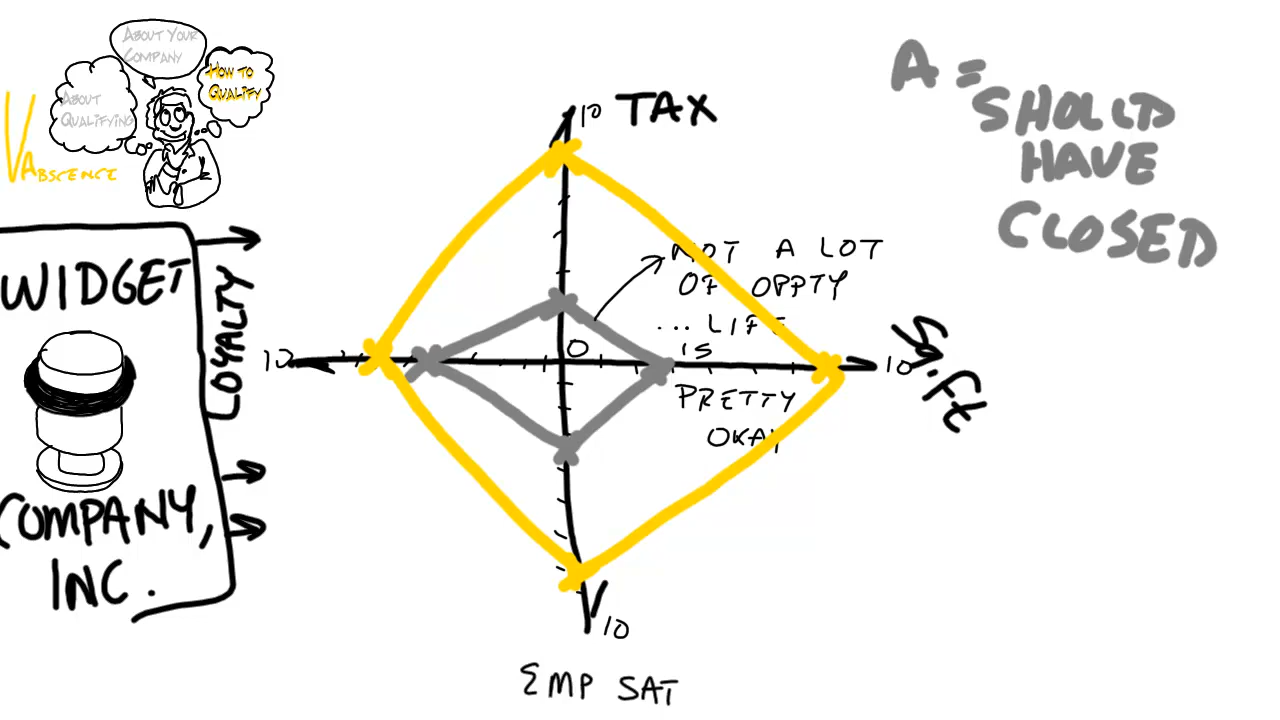 ABOUT YOUR
COMPANY
HOW TO
QUALIFY
ABOUT
QUALIFYING
VABSCENCE
A =
SHOULD
HAVE
CLOSED
10 TAX
NOT A LOT
OF OPPTY
... LIFE
IS
PRETTY
OKAY
0
10
10
Sq.ft
LOYALTY
WIDGET
COMPANY,
INC.
10
EMP SAT